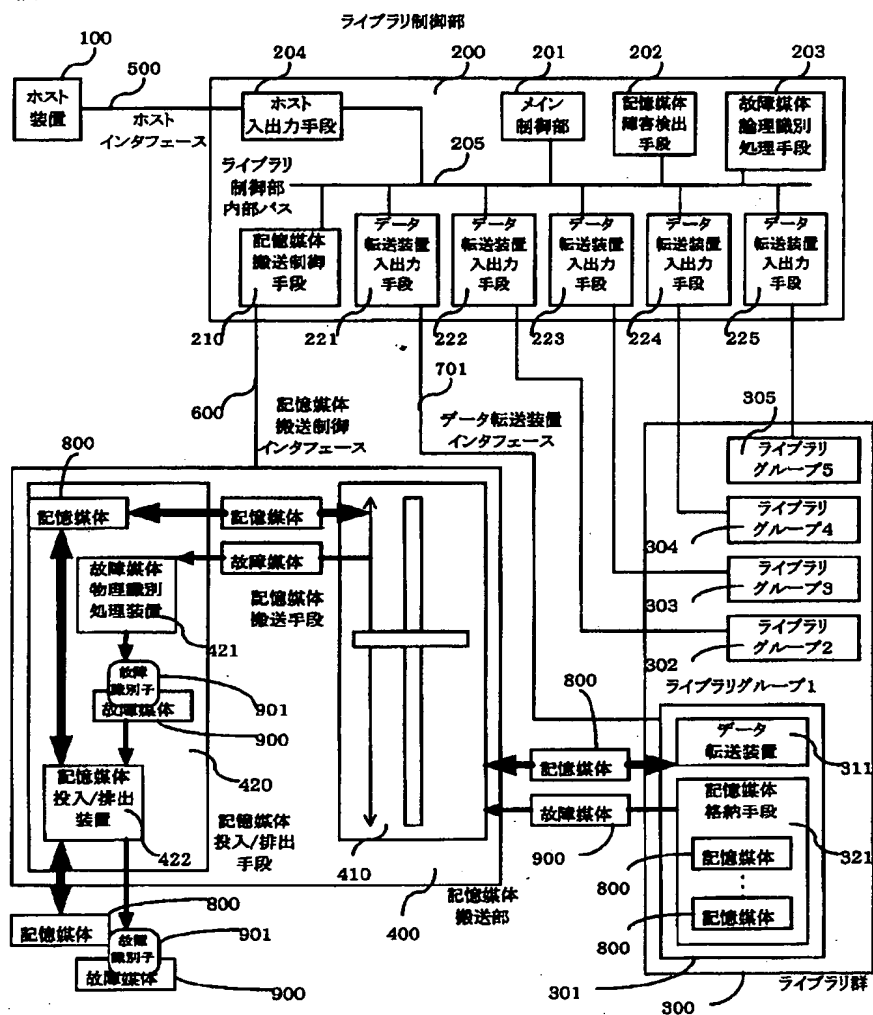 ライブラリ制御部
100
500
204
200
201
202
203
ホスト
装置
ホスト
インタフェース
ホスト
入出力手段
メイン
制御部
記憶媒体
障害検出
手段
故障媒体
論理識別
処理手段
205
ライブラリ
制御部
内部バス
記憶媒体
搬送制御
手段
データ
転送装置
入出力
手段
データ
転送装置
入出力
手段
データ
転送装置
入出力
手段
データ
転送装置
入出力
手段
データ
転送装置
入出力
手段
210
221
222
223
224
225
600
701
記憶媒体
搬送制御
インタフェース
データ転送装置
インタフェース
305
ライブラリ
グループ5
ライブラリ
グループ4
304
ライブラリ
グループ3
303
ライブラリ
グループ2
302
ライブラリグループ1
800
記憶媒体
記憶媒体
故障媒体
故障媒体
物理識別
処理装置
記憶媒体
搬送手段
421
故障
識別子
901
故障媒体
900
420
記憶媒体
投入/排出
装置
422
記憶媒体
投入/排出
手段
410
400
記憶媒体
搬送部
800
記憶媒体
故障媒体
900
データ
転送装置
311
記憶媒体
格納手段
321
800
記憶媒体
800
記憶媒体
800
記憶媒体
901
故障
識別子
故障媒体
900
301
300
ライブラリ群